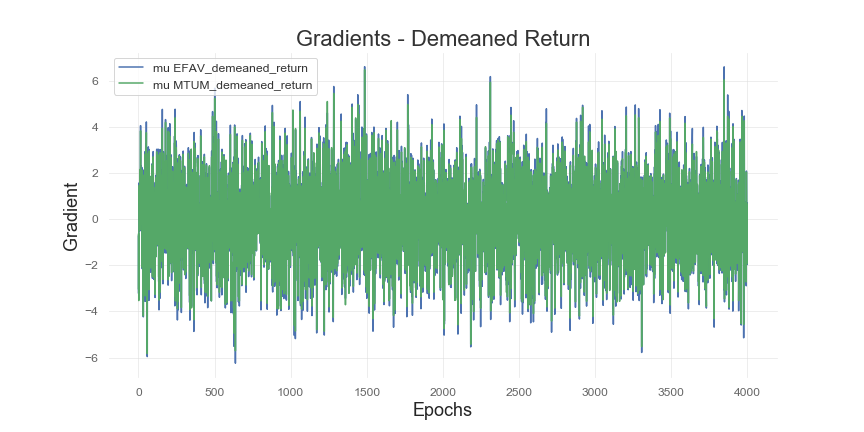 Gradients - Demeaned Return
mu EFAV_demeaned_return
mu MTUM_demeaned_return
6
4
2
0
−2
−4
−6
Gradient
0 500 1000 1500 2000 2500 3000 3500 4000
Epochs